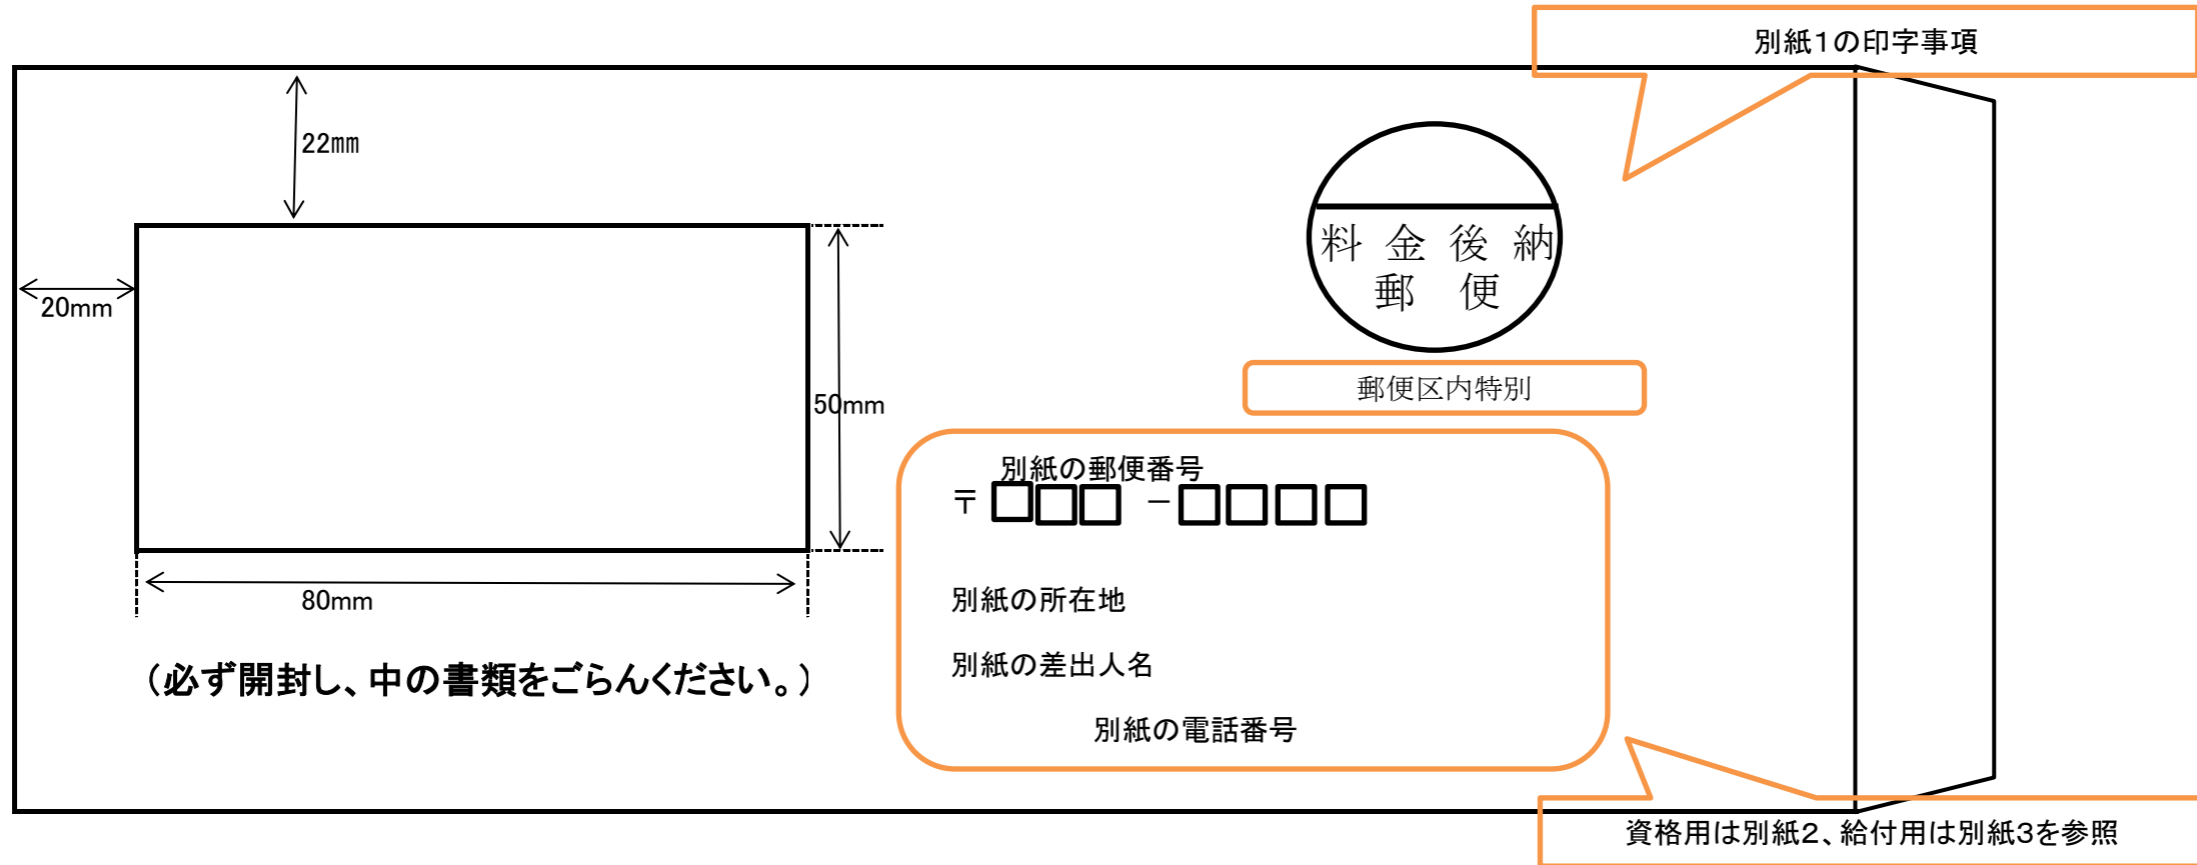 別紙１の印字事項
22㎜
料金後納
郵便
20mm
郵便区内特別
50mm
別紙の郵便番号
〒□□□－□□□□
80mm
別紙の所在地
（必ず開封し、中の書類をごらんください。）
別紙の差出人名
別紙の電話番号
資格用は別紙２、給付用は別紙３を参照